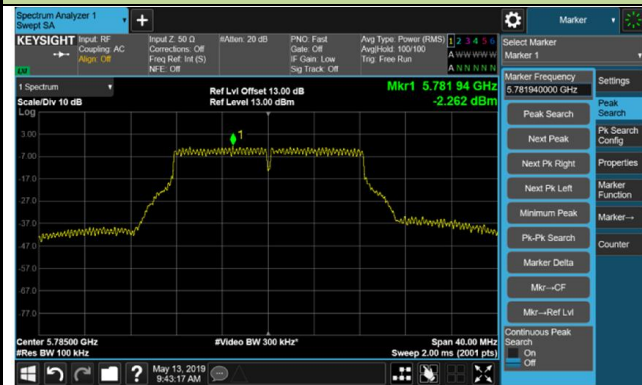 Spectrum Analyzer 1
Swept SA
+
Marker
KEYSIGHT
Input: RF
Coupling: AC
Align: Off
Input Z: 50 Ω
Corrections: Off
Freq Ref: Int (S)
NFE: Off
#Atten: 20 dB
PNO: Fast
Gate: Off
IF Gain: Low
Sig Track: Off
Avg Type: Power (RMS)
Avg|Hold: 100/100
Trig: Free Run
1 2 3 4 5 6
A W W W W W
A N N N N N
Select Marker
Marker 1
1 Spectrum
Scale/Div 10 dB
Log
Ref Lvl Offset 13.00 dB
Ref Level 13.00 dBm
Mkr1 5.781 94 GHz
-2.262 dBm
1
3.00
-7.00
-17.0
-27.0
-37.0
-47.0
-57.0
-67.0
-77.0
Center 5.78500 GHz
#Res BW 100 kHz
#Video BW 300 kHz*
Span 40.00 MHz
Sweep 2.00 ms (2001 pts)
Marker Frequency
5.781940000 GHz
Peak Search
Next Peak
Next Pk Right
Next Pk Left
Minimum Peak
Pk-Pk Search
Marker Delta
Mkr→CF
Mkr→Ref Lvl
Continuous Peak
Search
On
Off
Settings
Peak
Search
Pk Search
Config
Properties
Marker
Function
Marker→
Counter
?
May 13, 2019
9:43:17 AM